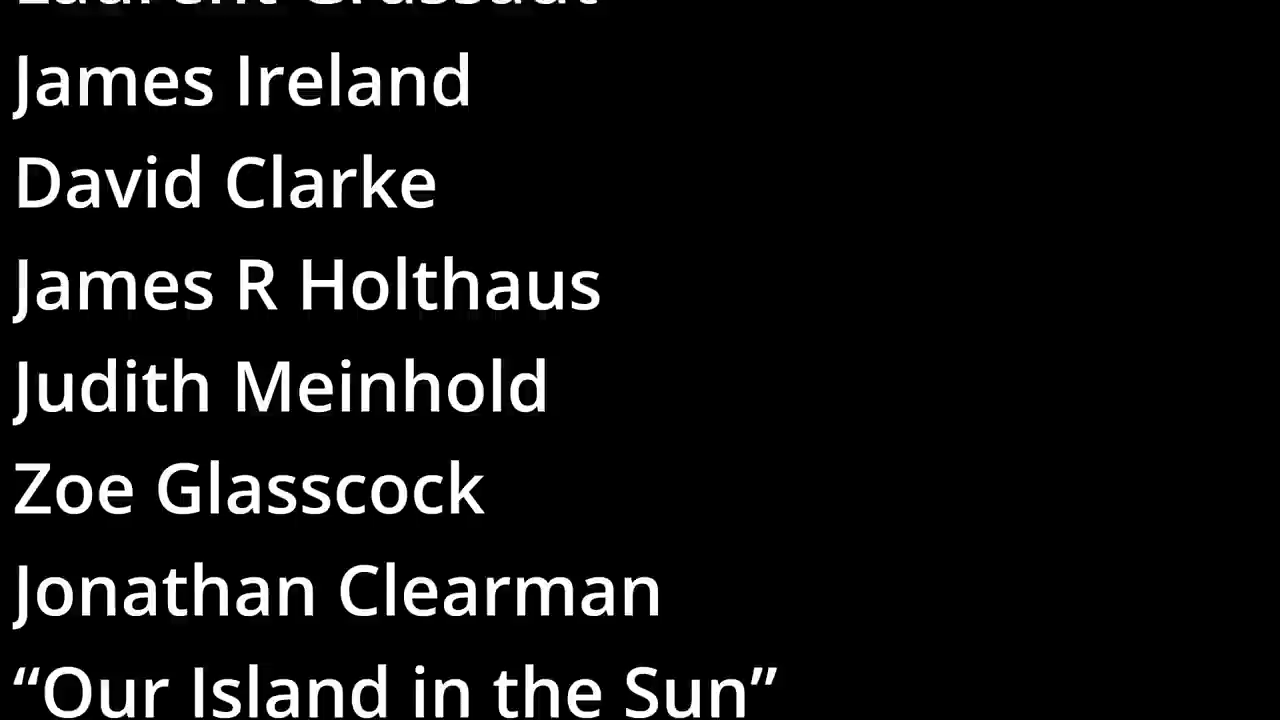 James Ireland
David Clarke
James R Holthaus
Judith Meinhold
Zoe Glasscock
Jonathan Clearman
“Our Island in the Sun”